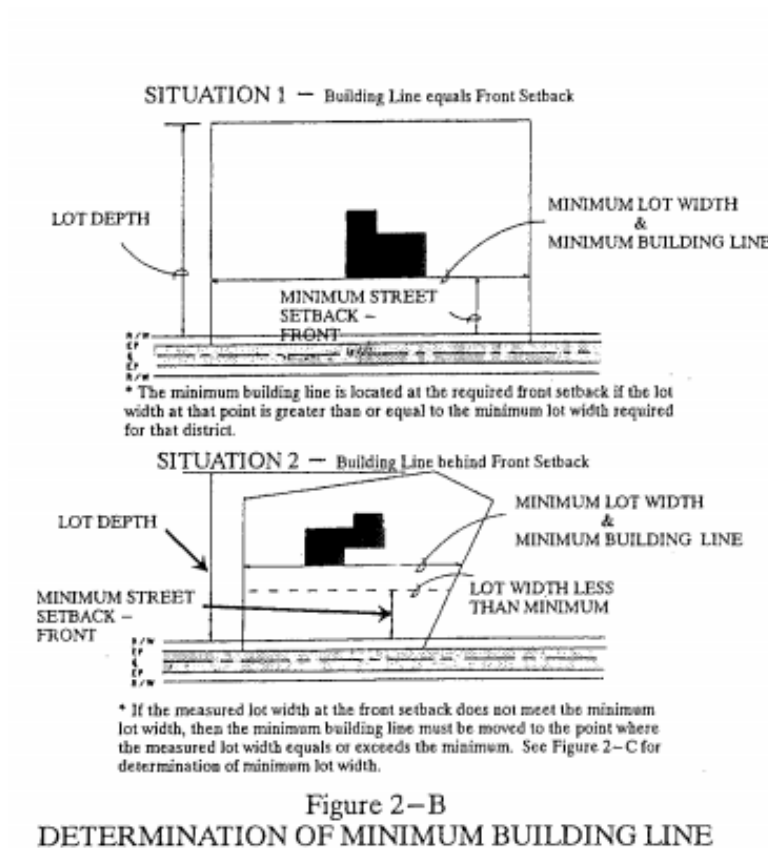 SITUATION 1 — Building Line equals Front Setback
LOT DEPTH
MINIMUM LOT WIDTH
&
MINIMUM BUILDING LINE
MINIMUM STREET
SETBACK –
FRONT
R/W
EP
EP
R/W
* The minimum building line is located at the required front setback if the lot
width at that point is greater than or equal to the minimum lot width required
for that district.
SITUATION 2 — Building Line behind Front Setback
LOT DEPTH
MINIMUM LOT WIDTH
&
MINIMUM BUILDING LINE
MINIMUM STREET
SETBACK –
FRONT
LOT WIDTH LESS
THAN MINIMUM
R/W
EP
EP
R/W
* If the measured lot width at the front setback does not meet the minimum
lot width, then the minimum building line must be moved to the point where
the measured lot width equals or exceeds the minimum. See Figure 2–C for
determination of minimum lot width.
Figure 2–B
DETERMINATION OF MINIMUM BUILDING LINE